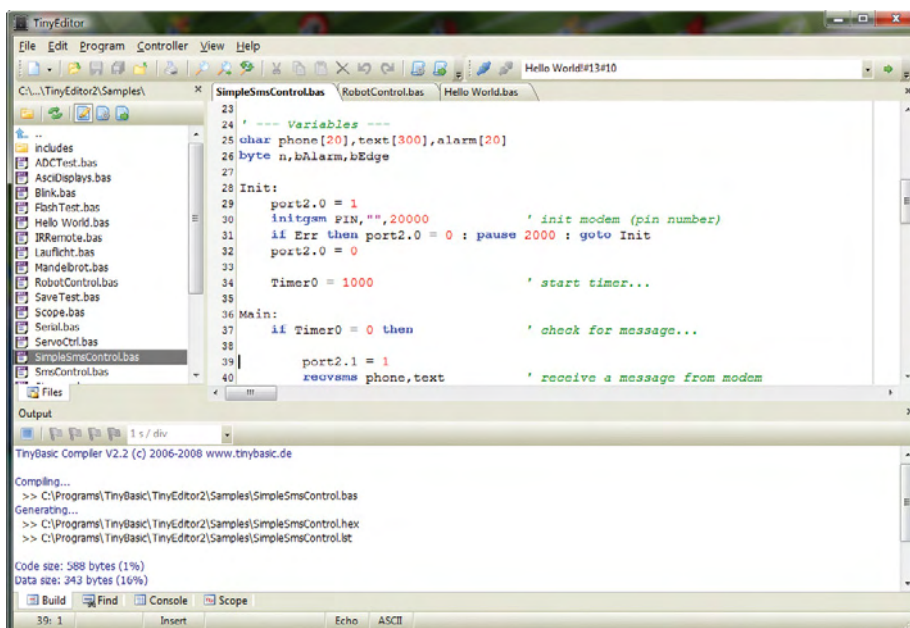 TinyEditor
File Edit Program Controller View Help
Hello World!#13#10
C:\...\TinyEditor2\Samples\
SimpleSmsControl.bas RobotControl.bas Hello World.bas
..
includes
ADCTest.bas
AsciDisplays.bas
Blink.bas
FlashTest.bas
Hello World.bas
IRRemote.bas
Lauflicht.bas
Mandelbrot.bas
RobotControl.bas
SaveTest.bas
Scope.bas
Serial.bas
ServoCtrl.bas
SimpleSmsControl.bas
SmsControl.bas
Files
23
24 ' --- Variables ---
25 char phone[20],text[300],alarm[20]
26 byte n,bAlarm,bEdge
27
28 Init:
29 port2.0 = 1
30 initgsm PIN,"",20000 ' init modem (pin number)
31 if Err then port2.0 = 0 : pause 2000 : goto Init
32 port2.0 = 0
33
34 Timer0 = 1000 ' start timer...
35
36 Main:
37 if Timer0 = 0 then ' check for message...
38
39 port2.1 = 1
40 recvsms phone,text ' receive a message from modem
Output
1 s / div
TinyBasic Compiler V2.2 (c) 2006-2008 www.tinybasic.de
Compiling...
>> C:\Programs\TinyBasic\TinyEditor2\Samples\SimpleSmsControl.bas
Generating...
>> C:\Programs\TinyBasic\TinyEditor2\Samples\SimpleSmsControl.hex
>> C:\Programs\TinyBasic\TinyEditor2\Samples\SimpleSmsControl.lst
Code size: 588 bytes (1%)
Data size: 343 bytes (16%)
Build Find Console Scope
39: 1 Insert Echo ASCII